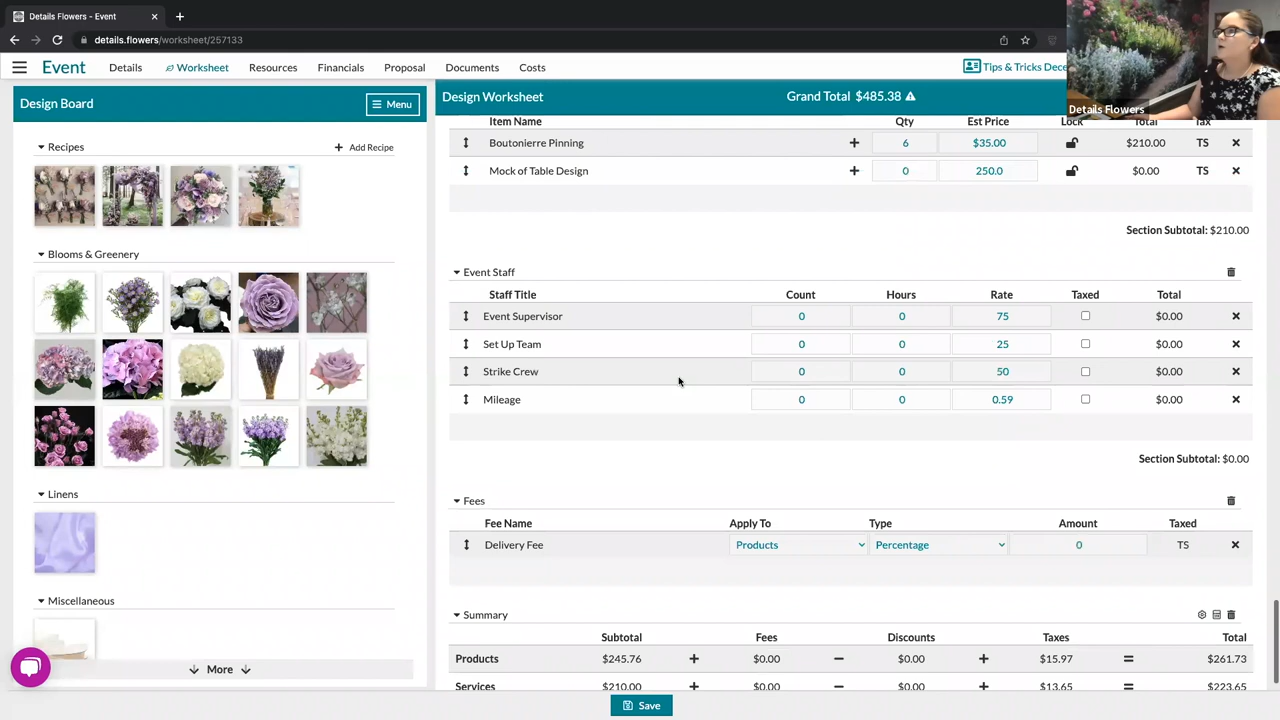 Details Flowers - Event
details.flowers/worksheet/257133
Event Details Worksheet Resources Financials Proposal Documents Costs Tips & Tricks Dece
Details Flowers
Design Board Menu
Design Worksheet Grand Total $485.38
Recipes Add Recipe
Blooms & Greenery
Linens
Miscellaneous
More
Item Name Qty Est Price Lock Total Tax
Boutonierre Pinning 6 $35.00 $210.00 TS
Mock of Table Design 0 250.0 $0.00 TS
Section Subtotal: $210.00
Event Staff
Staff Title Count Hours Rate Taxed Total
Event Supervisor 0 0 75 $0.00
Set Up Team 0 0 25 $0.00
Strike Crew 0 0 50 $0.00
Mileage 0 0 0.59 $0.00
Section Subtotal: $0.00
Fees
Fee Name Apply To Type Amount Taxed
Delivery Fee Products Percentage 0 TS
Summary
Subtotal Fees Discounts Taxes Total
Products $245.76 + $0.00 − $0.00 + $15.97 = $261.73
Services $210.00 + $0.00 − $0.00 + $13.65 = $223.65
Save